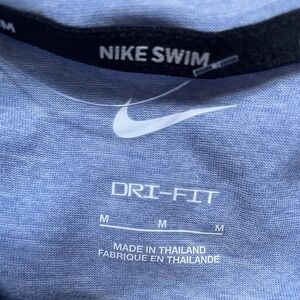 M
NIKE SWIM
DRI-FIT
M M M
MADE IN THAILAND
FABRIQUE EN THAILANDE